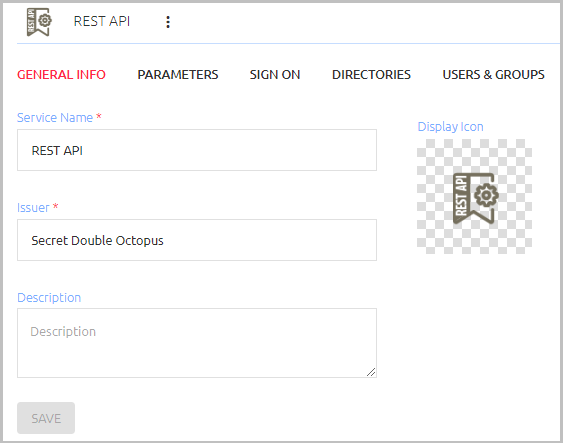 REST API
REST API
GENERAL INFO PARAMETERS SIGN ON DIRECTORIES USERS & GROUPS
Service Name *
REST API
Display Icon
REST API
Issuer *
Secret Double Octopus
Description
Description
SAVE